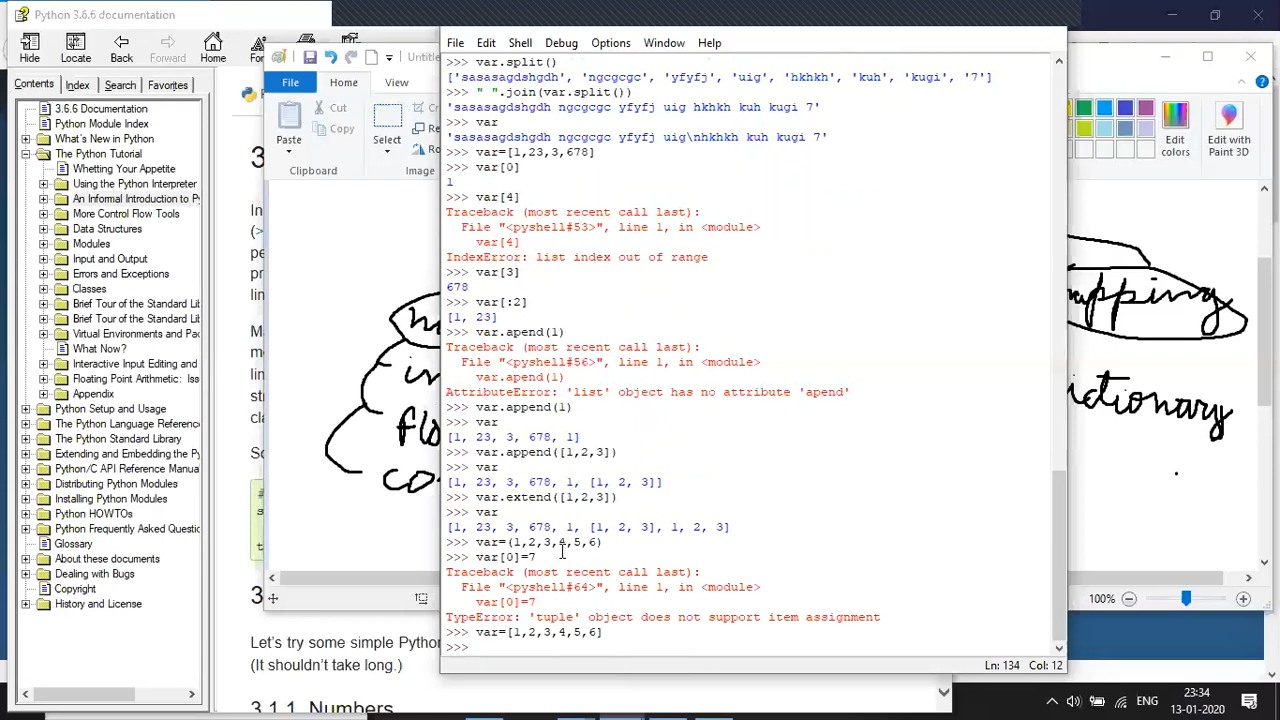 Python 3.6.6 documentation
Hide
Locate
Back
Forward
Home
Contents
Index
Search
Favorites
3.6.6 Documentation
Python Module Index
What's New in Python
The Python Tutorial
Whetting Your Appetite
Using the Python Interpreter
An Informal Introduction to Py
More Control Flow Tools
Data Structures
Modules
Input and Output
Errors and Exceptions
Classes
Brief Tour of the Standard Lib
Brief Tour of the Standard Lib
Virtual Environments and Pac
What Now?
Interactive Input Editing and
Floating Point Arithmetic: Iss
Appendix
Python Setup and Usage
The Python Language Reference
The Python Standard Library
Extending and Embedding the Py
Python/C API Reference Manual
Distributing Python Modules
Installing Python Modules
Python HOWTOs
Python Frequently Asked Question
Glossary
About these documents
Dealing with Bugs
Copyright
History and License
Let's try some simple Python
(It shouldn't take long.)
3.1.1. Numbers
File
Home
View
Cut
Copy
Paste
Clipboard
Select
Image
Edit colors
Edit with Paint 3D
in
flo
co
mapping
dictionary
100%
File Edit Shell Debug Options Window Help
>>> var.split()
['sasasagdshgdh', 'ngcgcgc', 'yfyfj', 'uig', 'hkhkh', 'kuh', 'kugi', '7']
>>> " ".join(var.split())
'sasasagdshgdh ngcgcgc yfyfj uig hkhkh kuh kugi 7'
>>> var
'sasasagdshgdh ngcgcgc yfyfj uig\nhkhkh kuh kugi 7'
>>> var=[1,23,3,678]
>>> var[0]
1
>>> var[4]
Traceback (most recent call last):
File "<pyshell#53>", line 1, in <module>
var[4]
IndexError: list index out of range
>>> var[3]
678
>>> var[:2]
[1, 23]
>>> var.apend(1)
Traceback (most recent call last):
File "<pyshell#56>", line 1, in <module>
var.apend(1)
AttributeError: 'list' object has no attribute 'apend'
>>> var.append(1)
>>> var
[1, 23, 3, 678, 1]
>>> var.append([1,2,3])
>>> var
[1, 23, 3, 678, 1, [1, 2, 3]]
>>> var.extend([1,2,3])
>>> var
[1, 23, 3, 678, 1, [1, 2, 3], 1, 2, 3]
>>> var=(1,2,3,4,5,6)
>>> var[0]=7
Traceback (most recent call last):
File "<pyshell#64>", line 1, in <module>
var[0]=7
TypeError: 'tuple' object does not support item assignment
>>> var=[1,2,3,4,5,6]
>>>
Ln: 134 Col: 12
ENG
23:34
13-01-2020